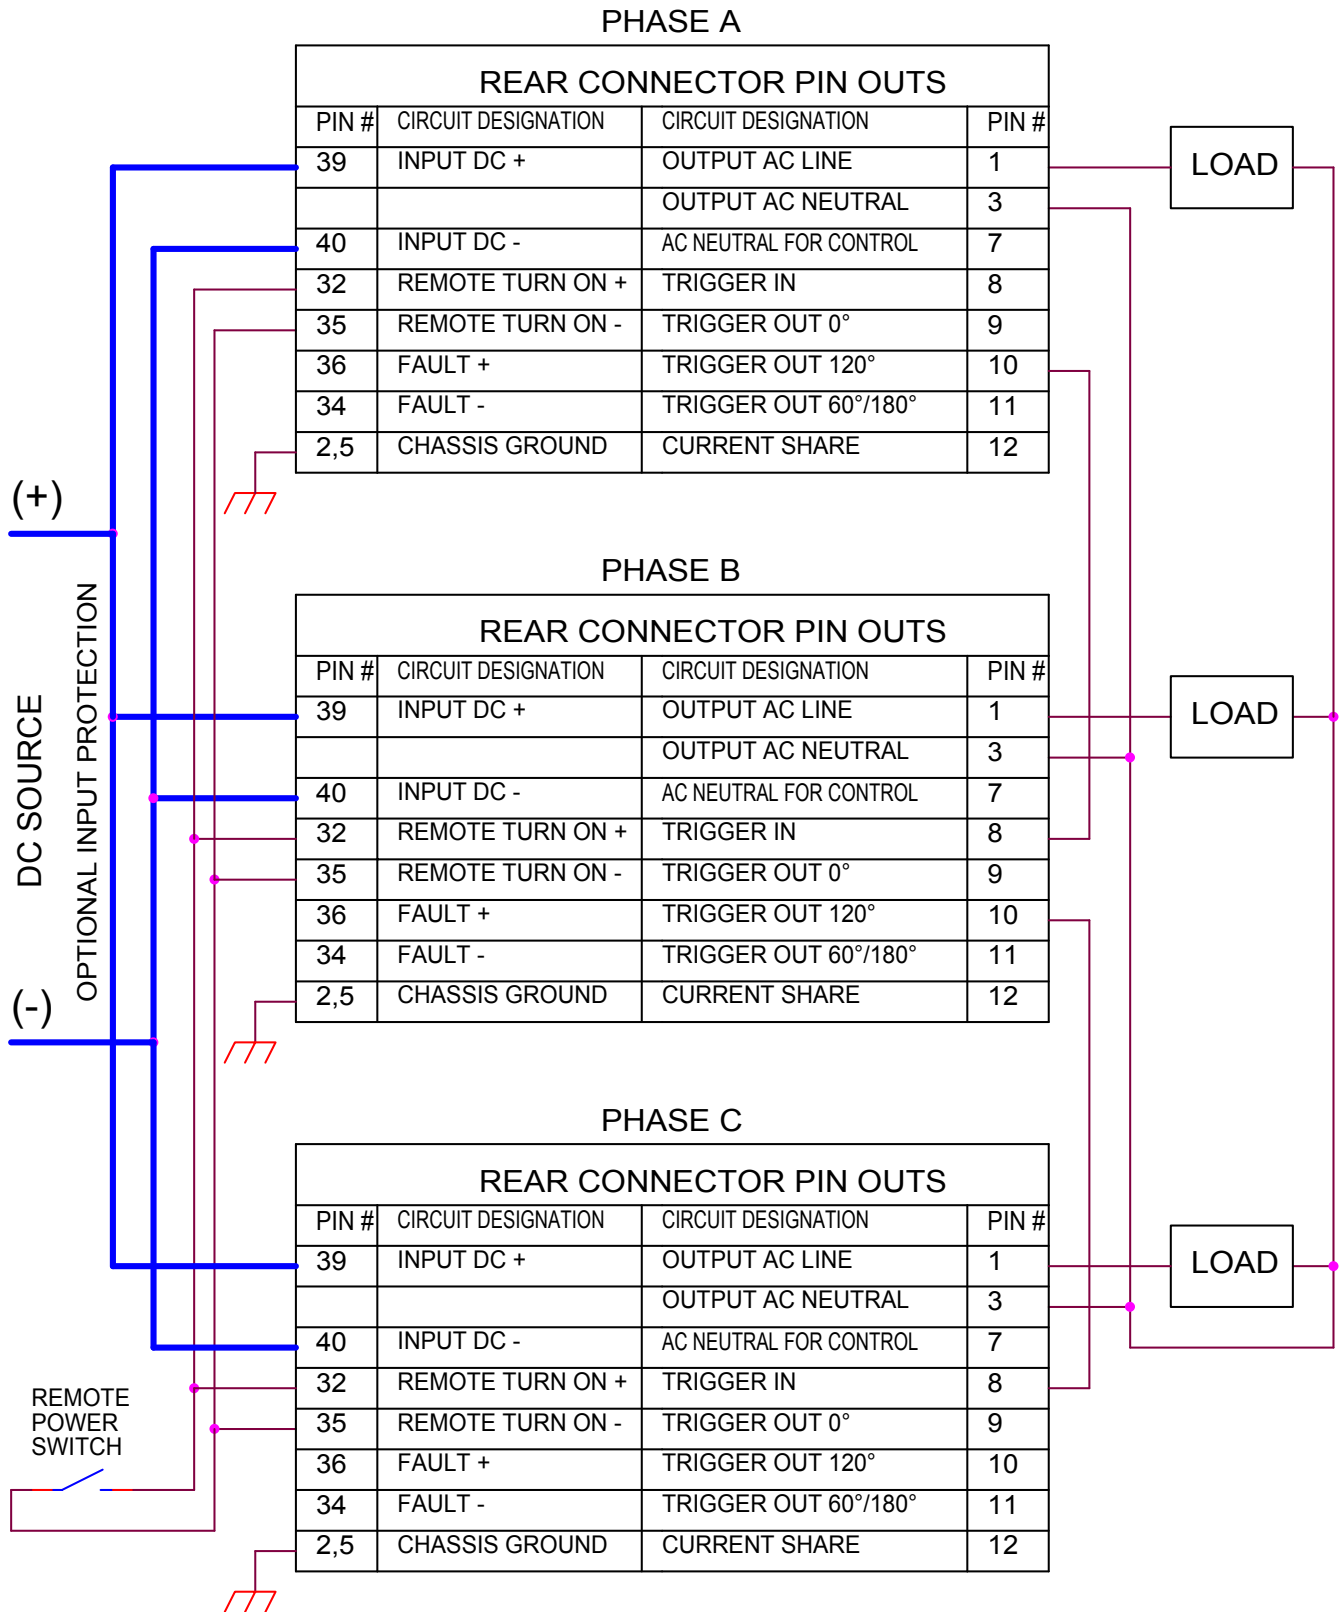 PHASE A
REAR CONNECTOR PIN OUTS
PIN # CIRCUIT DESIGNATION CIRCUIT DESIGNATION PIN #
39 INPUT DC + OUTPUT AC LINE 1
OUTPUT AC NEUTRAL 3
40 INPUT DC - AC NEUTRAL FOR CONTROL 7
32 REMOTE TURN ON + TRIGGER IN 8
35 REMOTE TURN ON - TRIGGER OUT 0° 9
36 FAULT + TRIGGER OUT 120° 10
34 FAULT - TRIGGER OUT 60°/180° 11
2,5 CHASSIS GROUND CURRENT SHARE 12
LOAD
(+)
DC SOURCE
OPTIONAL INPUT PROTECTION
(-)
PHASE B
REAR CONNECTOR PIN OUTS
PIN # CIRCUIT DESIGNATION CIRCUIT DESIGNATION PIN #
39 INPUT DC + OUTPUT AC LINE 1
OUTPUT AC NEUTRAL 3
40 INPUT DC - AC NEUTRAL FOR CONTROL 7
32 REMOTE TURN ON + TRIGGER IN 8
35 REMOTE TURN ON - TRIGGER OUT 0° 9
36 FAULT + TRIGGER OUT 120° 10
34 FAULT - TRIGGER OUT 60°/180° 11
2,5 CHASSIS GROUND CURRENT SHARE 12
LOAD
PHASE C
REAR CONNECTOR PIN OUTS
PIN # CIRCUIT DESIGNATION CIRCUIT DESIGNATION PIN #
39 INPUT DC + OUTPUT AC LINE 1
OUTPUT AC NEUTRAL 3
40 INPUT DC - AC NEUTRAL FOR CONTROL 7
32 REMOTE TURN ON + TRIGGER IN 8
35 REMOTE TURN ON - TRIGGER OUT 0° 9
36 FAULT + TRIGGER OUT 120° 10
34 FAULT - TRIGGER OUT 60°/180° 11
2,5 CHASSIS GROUND CURRENT SHARE 12
LOAD
REMOTE
POWER
SWITCH